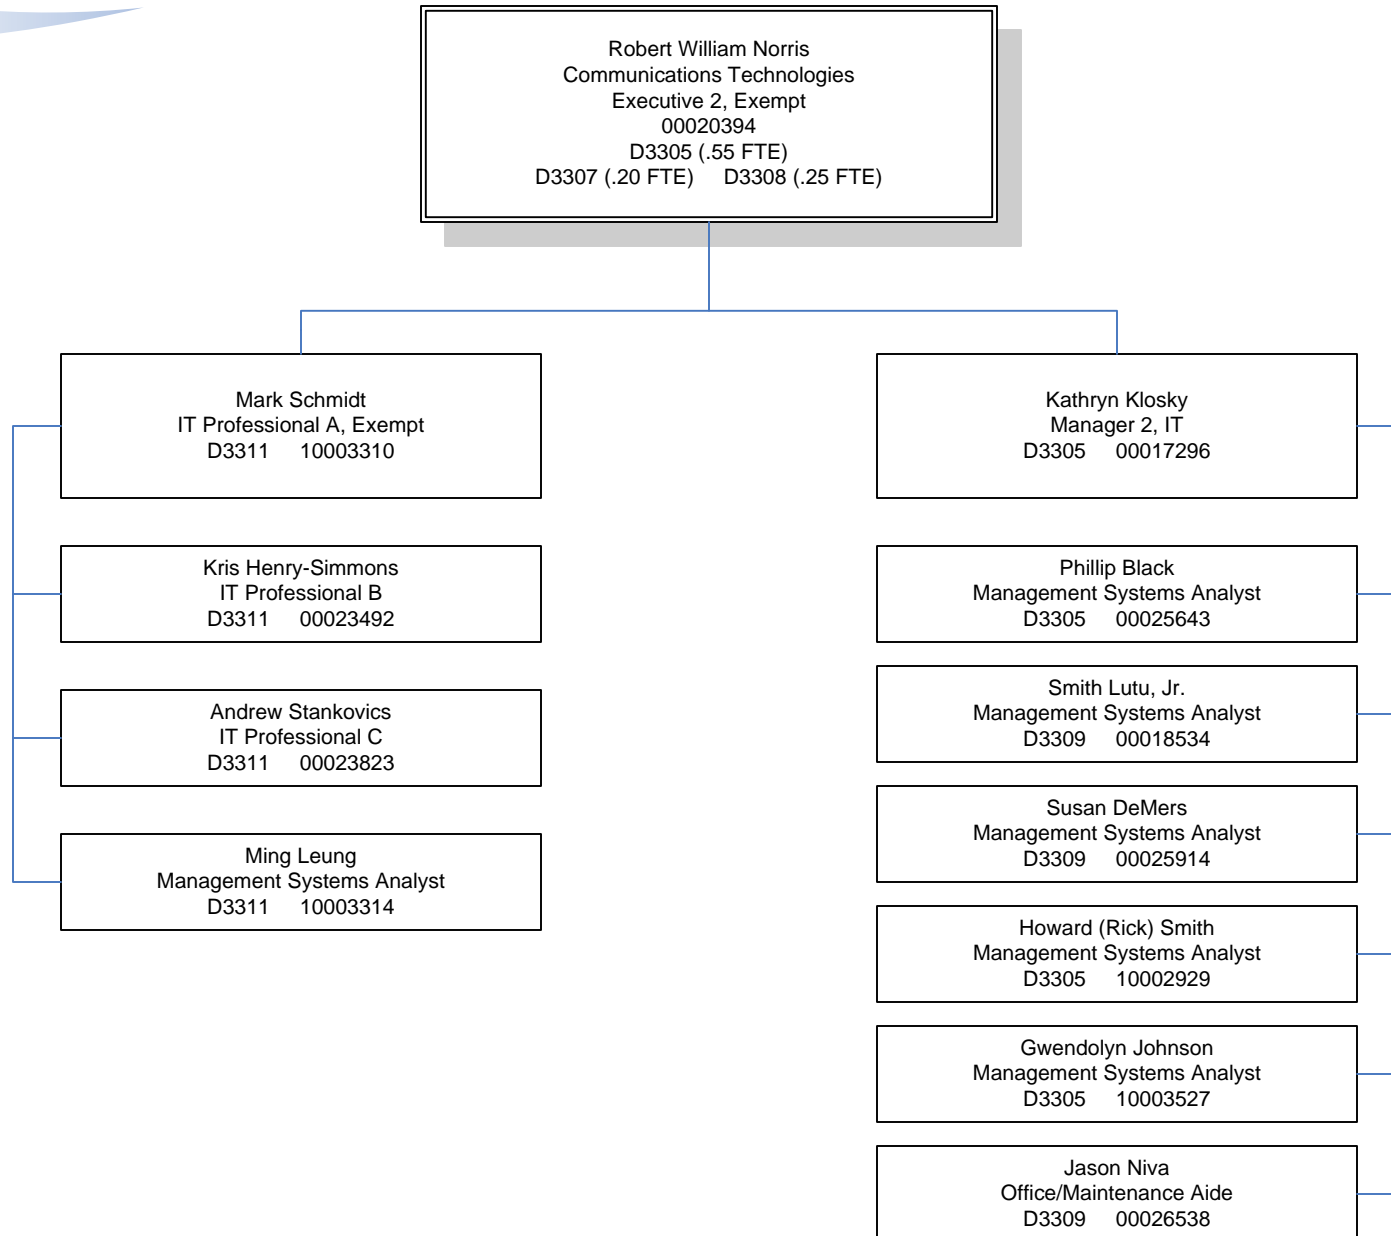 Robert William Norris
Communications Technologies
Executive 2, Exempt
00020394
D3305 (.55 FTE)
D3307 (.20 FTE) D3308 (.25 FTE)
Mark Schmidt
IT Professional A, Exempt
D3311 10003310
Kris Henry-Simmons
IT Professional B
D3311 00023492
Andrew Stankovics
IT Professional C
D3311 00023823
Ming Leung
Management Systems Analyst
D3311 10003314
Kathryn Klosky
Manager 2, IT
D3305 00017296
Phillip Black
Management Systems Analyst
D3305 00025643
Smith Lutu, Jr.
Management Systems Analyst
D3309 00018534
Susan DeMers
Management Systems Analyst
D3309 00025914
Howard (Rick) Smith
Management Systems Analyst
D3305 10002929
Gwendolyn Johnson
Management Systems Analyst
D3305 10003527
Jason Niva
Office/Maintenance Aide
D3309 00026538